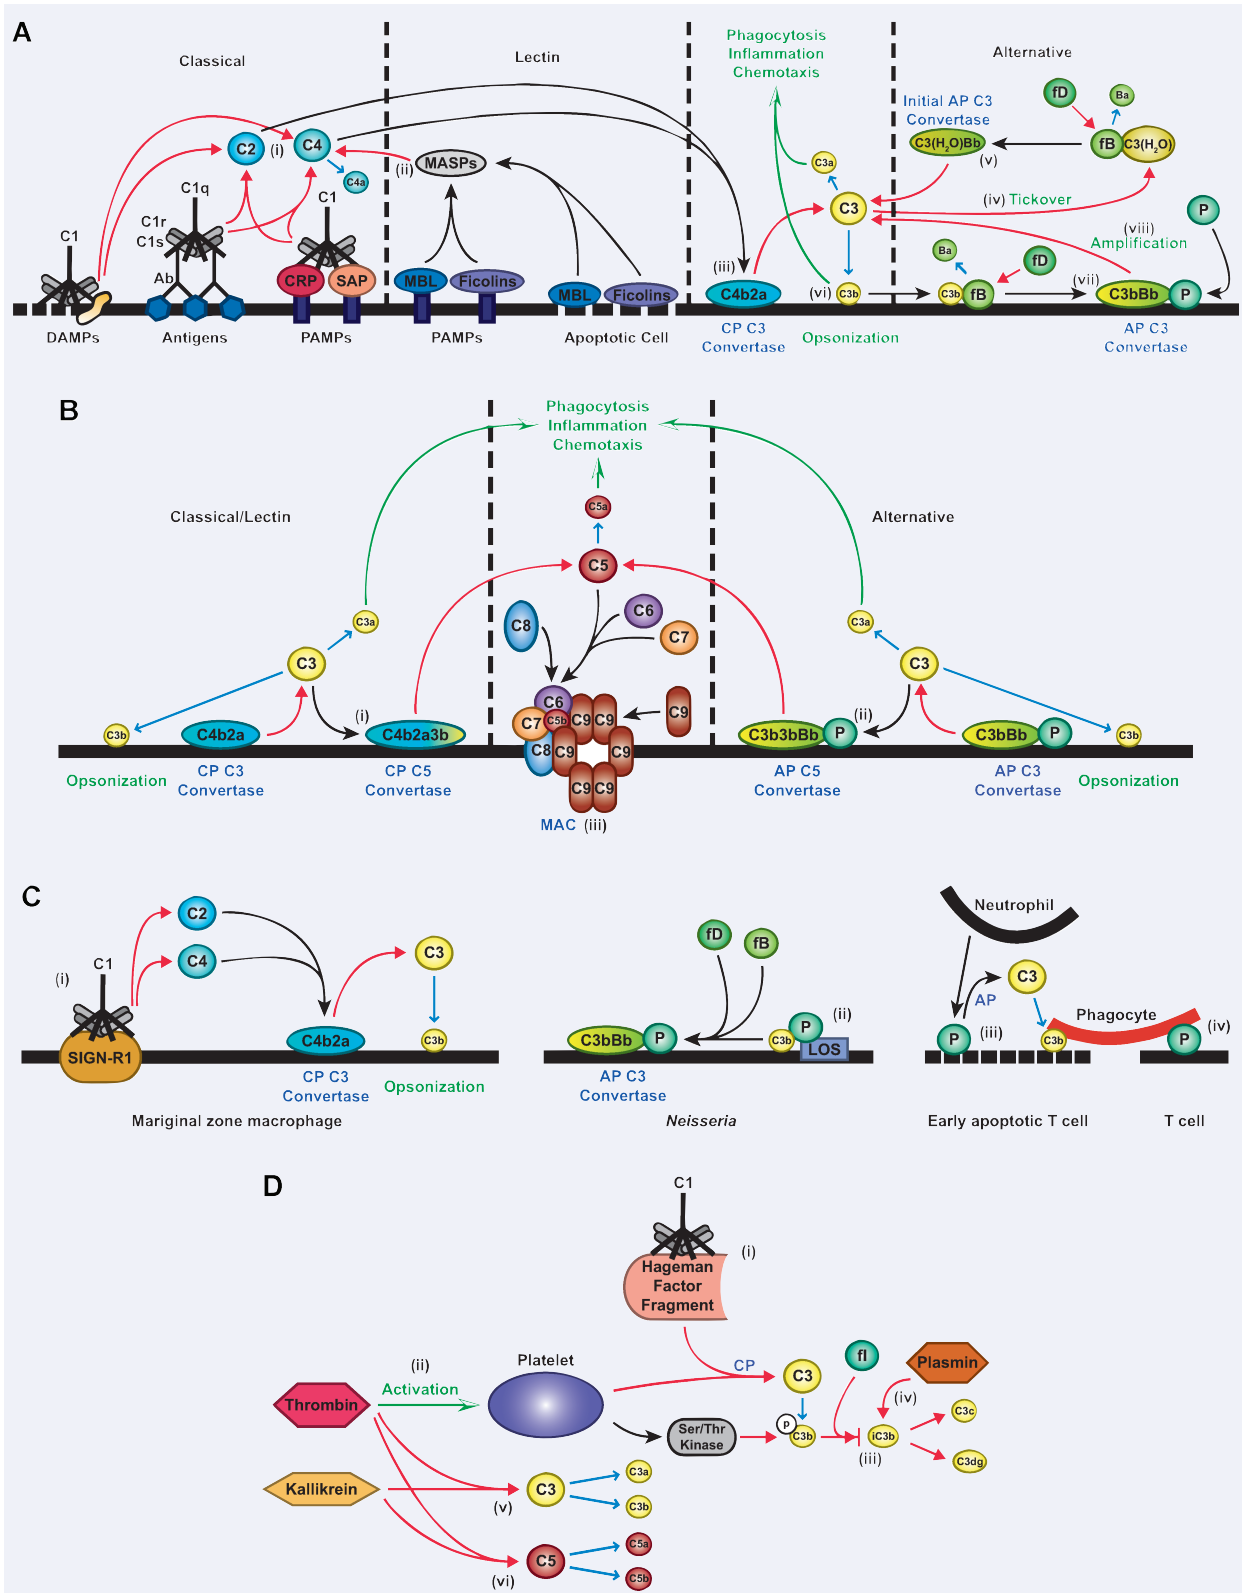 A
Classical
Lectin
Phagocytosis
Inflammation
Chemotaxis
Alternative
Initial AP C3
Convertase
fD
Ba
C2
(i)
C4
C4a
(ii)
MASPs
C3a
C3(H2O)Bb
(v)
fB
C3(H2O)
C1q
C1r
C1s
C1
C1
Ab
C3
(iv) Tickover
P
(viii)
Amplification
CRP
SAP
MBL
Ficolins
MBL
Ficolins
(iii)
C4b2a
(vi)
C3b
Ba
C3b
fB
fD
(vii)
C3bBb
P
DAMPs
Antigens
PAMPs
PAMPs
Apoptotic Cell
CP C3
Convertase
Opsonization
AP C3
Convertase
B
Phagocytosis
Inflammation
Chemotaxis
Classical/Lectin
Alternative
C5a
C5
C3a
C8
C6
C7
C3a
C3
C3
C3b
C4b2a
(i)
C4b2a3b
C6
C7
C5b
C8
C9
C9
C9
C9
C9
C9
C9
C3b3bBb
P
(ii)
C3bBb
P
C3b
Opsonization
CP C3
Convertase
CP C5
Convertase
AP C5
Convertase
AP C3
Convertase
Opsonization
MAC (iii)
C
C2
C4
C3
(i)
C1
SIGN-R1
C4b2a
C3b
CP C3
Convertase
Opsonization
Mariginal zone macrophage
fD
fB
C3bBb
P
C3b
P
(ii)
LOS
AP C3
Convertase
Neisseria
Neutrophil
C3
AP
Phagocyte
P
(iii)
C3b
P
(iv)
Early apoptotic T cell
T cell
D
C1
(i)
Hageman
Factor
Fragment
Platelet
(ii)
Activation
Thrombin
CP
C3
fI
Plasmin
(iv)
Ser/Thr
Kinase
P
C3b
(iii)
iC3b
C3c
C3dg
Kallikrein
(v)
C3
C3a
C3b
(vi)
C5
C5a
C5b